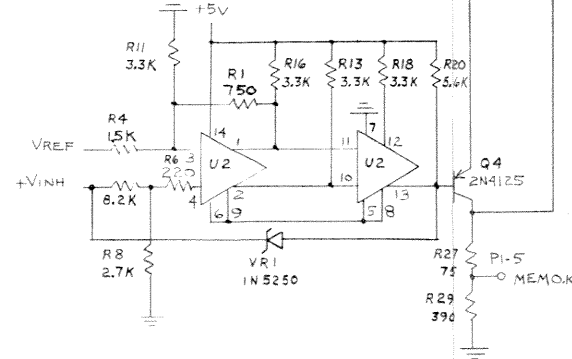 +5V
R11
3.3K
R1
750
R16
3.3K
R13
3.3K
R18
3.3K
R20
5.6K
R4
1.5K
VREF
R6
220
3
14
1
U2
11
7
12
U2
+VINH
8.2K
4
2
6
9
10
5
8
13
Q4
2N4125
R8
2.7K
VR1
1N5250
R27
75
P1-5
MEMO.K
R29
390